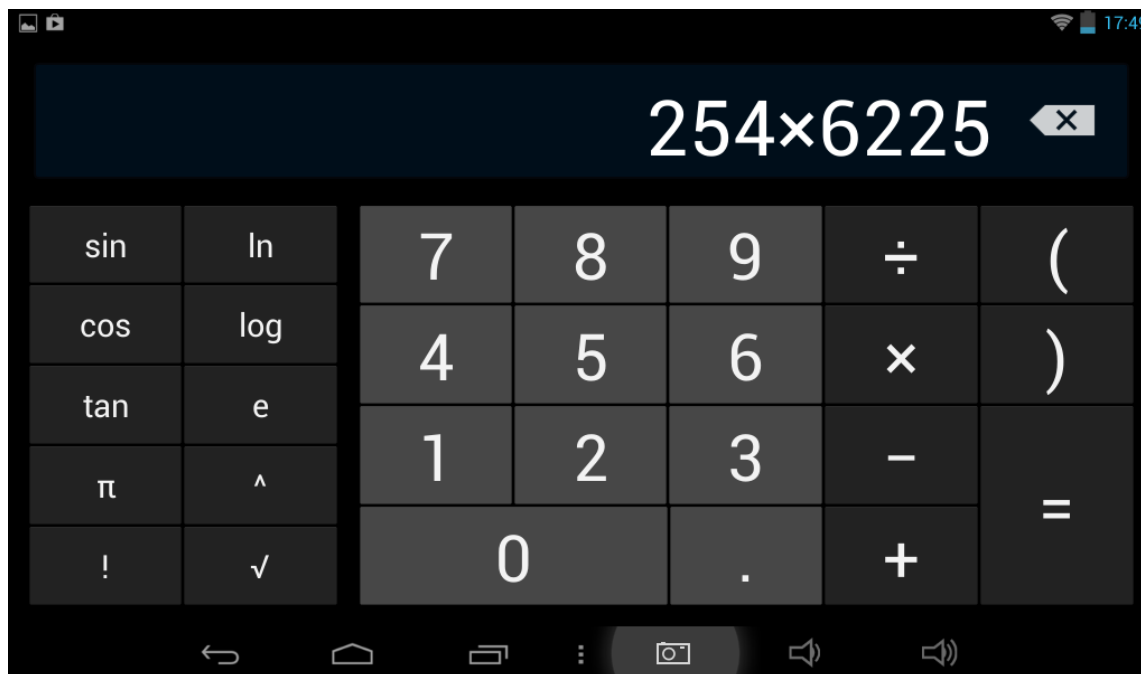 17:49
254×6225
sin ln 7 8 9 ÷ (
cos log 4 5 6 × )
tan e 1 2 3 −
π ^ =
! √ 0 . +